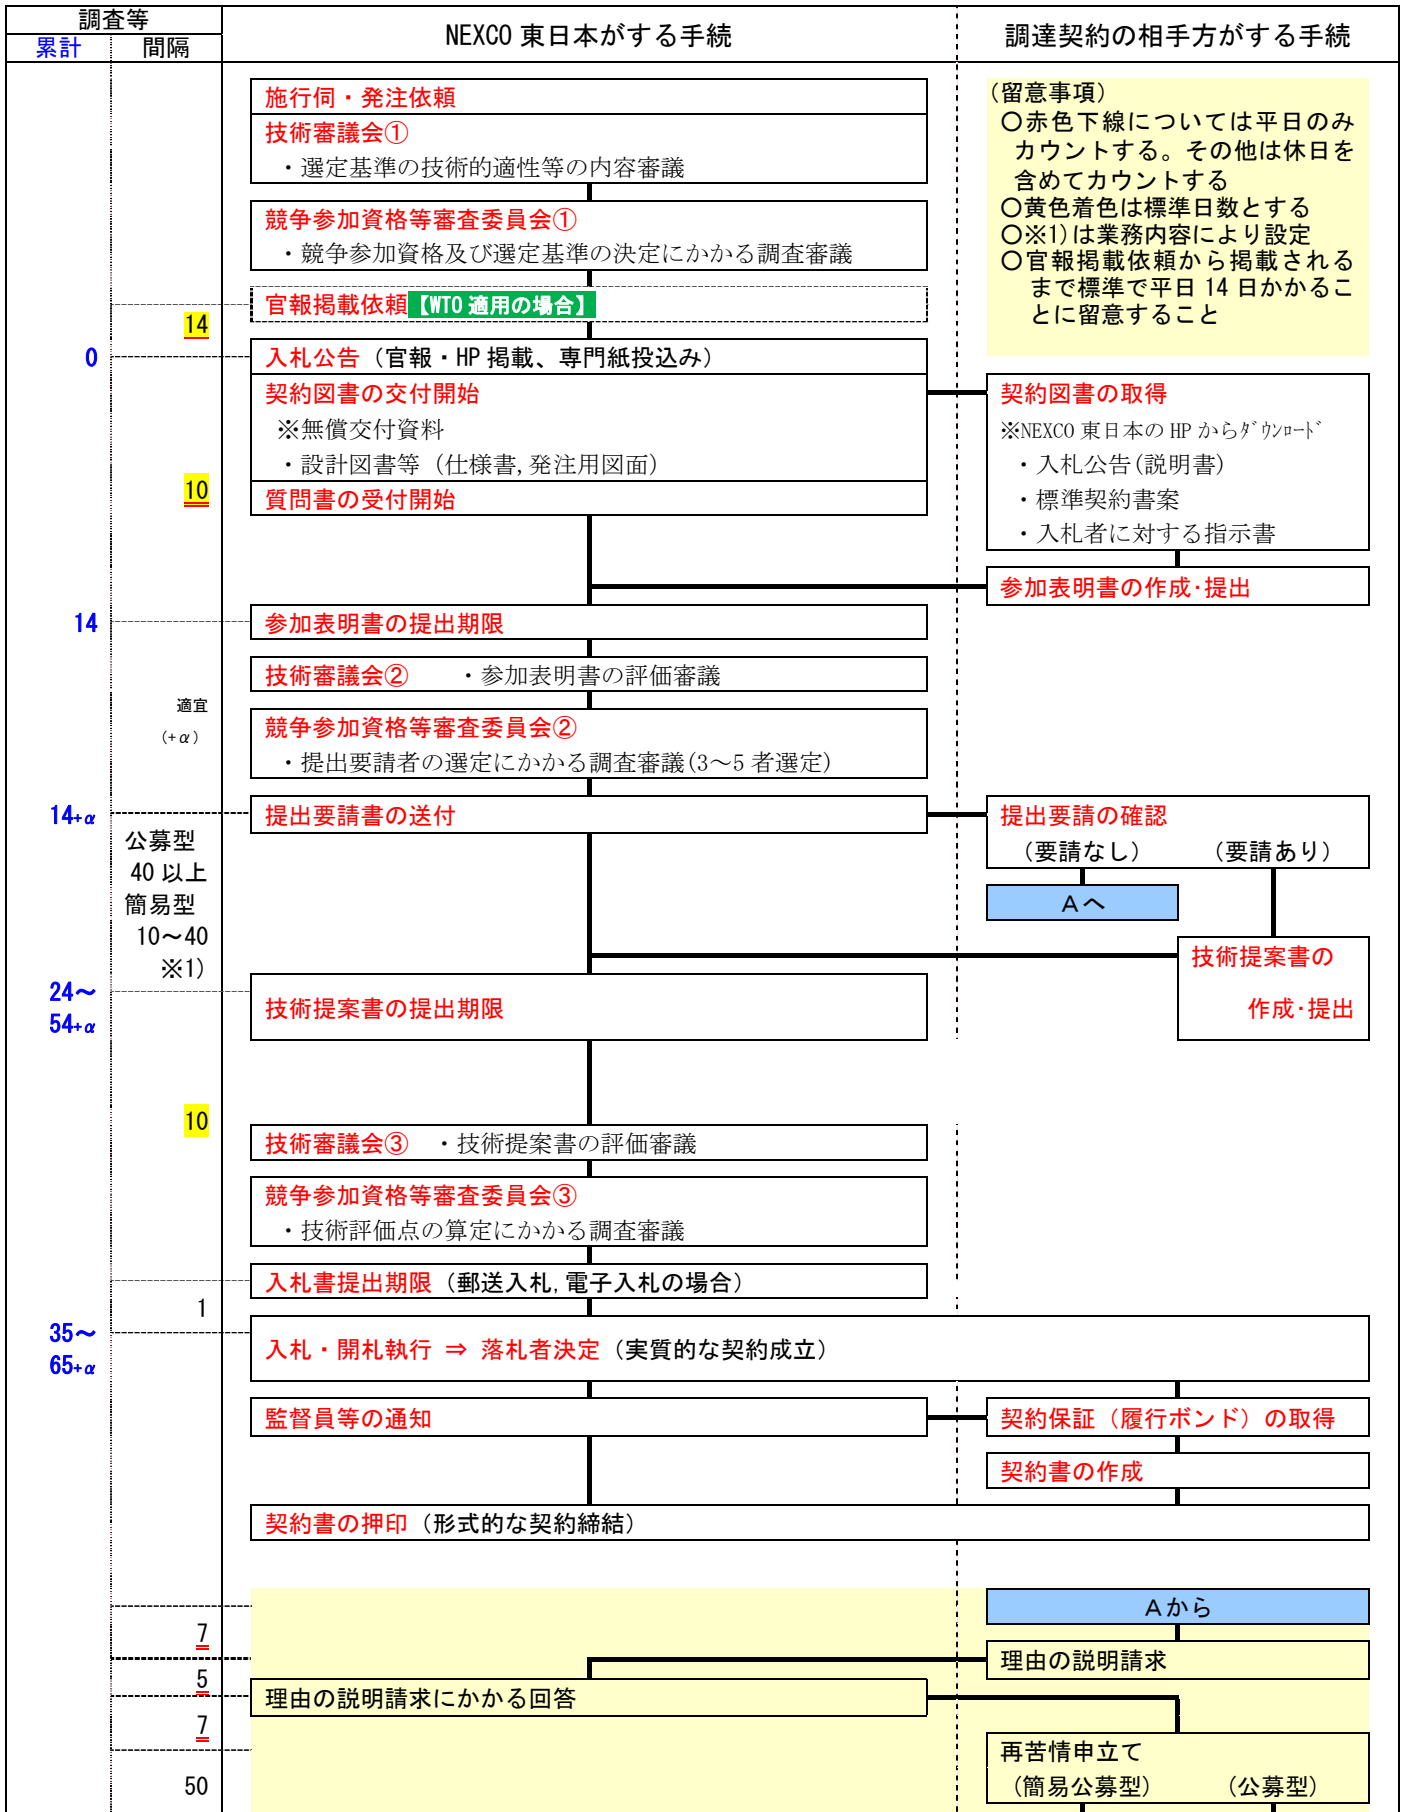 調査等
累計
間隔
NEXCO 東日本がする手続
調達契約の相手方がする手続
施行伺・発注依頼
技術審議会①
・選定基準の技術的適性等の内容審議
競争参加資格等審査委員会①
・競争参加資格及び選定基準の決定にかかる調査審議
(留意事項)
○赤色下線については平日のみ
カウントする。その他は休日を
含めてカウントする
○黄色着色は標準日数とする
○※1)は業務内容により設定
○官報掲載依頼から掲載される
まで標準で平日 14 日かかるこ
とに留意すること
官報掲載依頼【WTO 適用の場合】
14
0
入札公告（官報・HP 掲載、専門紙投込み）
契約図書の交付開始
※無償交付資料
・設計図書等（仕様書,発注用図面）
10
質問書の受付開始
契約図書の取得
※NEXCO 東日本の HP からﾀﾞｳﾝﾛｰﾄﾞ
・入札公告(説明書)
・標準契約書案
・入札者に対する指示書
参加表明書の作成･提出
14
参加表明書の提出期限
技術審議会② ・参加表明書の評価審議
適宜
(+α)
競争参加資格等審査委員会②
・提出要請者の選定にかかる調査審議(3～5 者選定)
14+α
提出要請書の送付
提出要請の確認
（要請なし） （要請あり）
Aへ
公募型
40 以上
簡易型
10～40
※1)
技術提案書の
作成･提出
24～
54+α
技術提案書の提出期限
10
技術審議会③ ・技術提案書の評価審議
競争参加資格等審査委員会③
・技術評価点の算定にかかる調査審議
入札書提出期限（郵送入札,電子入札の場合）
1
35～
65+α
入札・開札執行 ⇒ 落札者決定（実質的な契約成立）
監督員等の通知
契約保証（履行ボンド）の取得
契約書の作成
契約書の押印（形式的な契約締結）
Aから
7
理由の説明請求
5
理由の説明請求にかかる回答
7
再苦情申立て
（簡易公募型） （公募型）
50